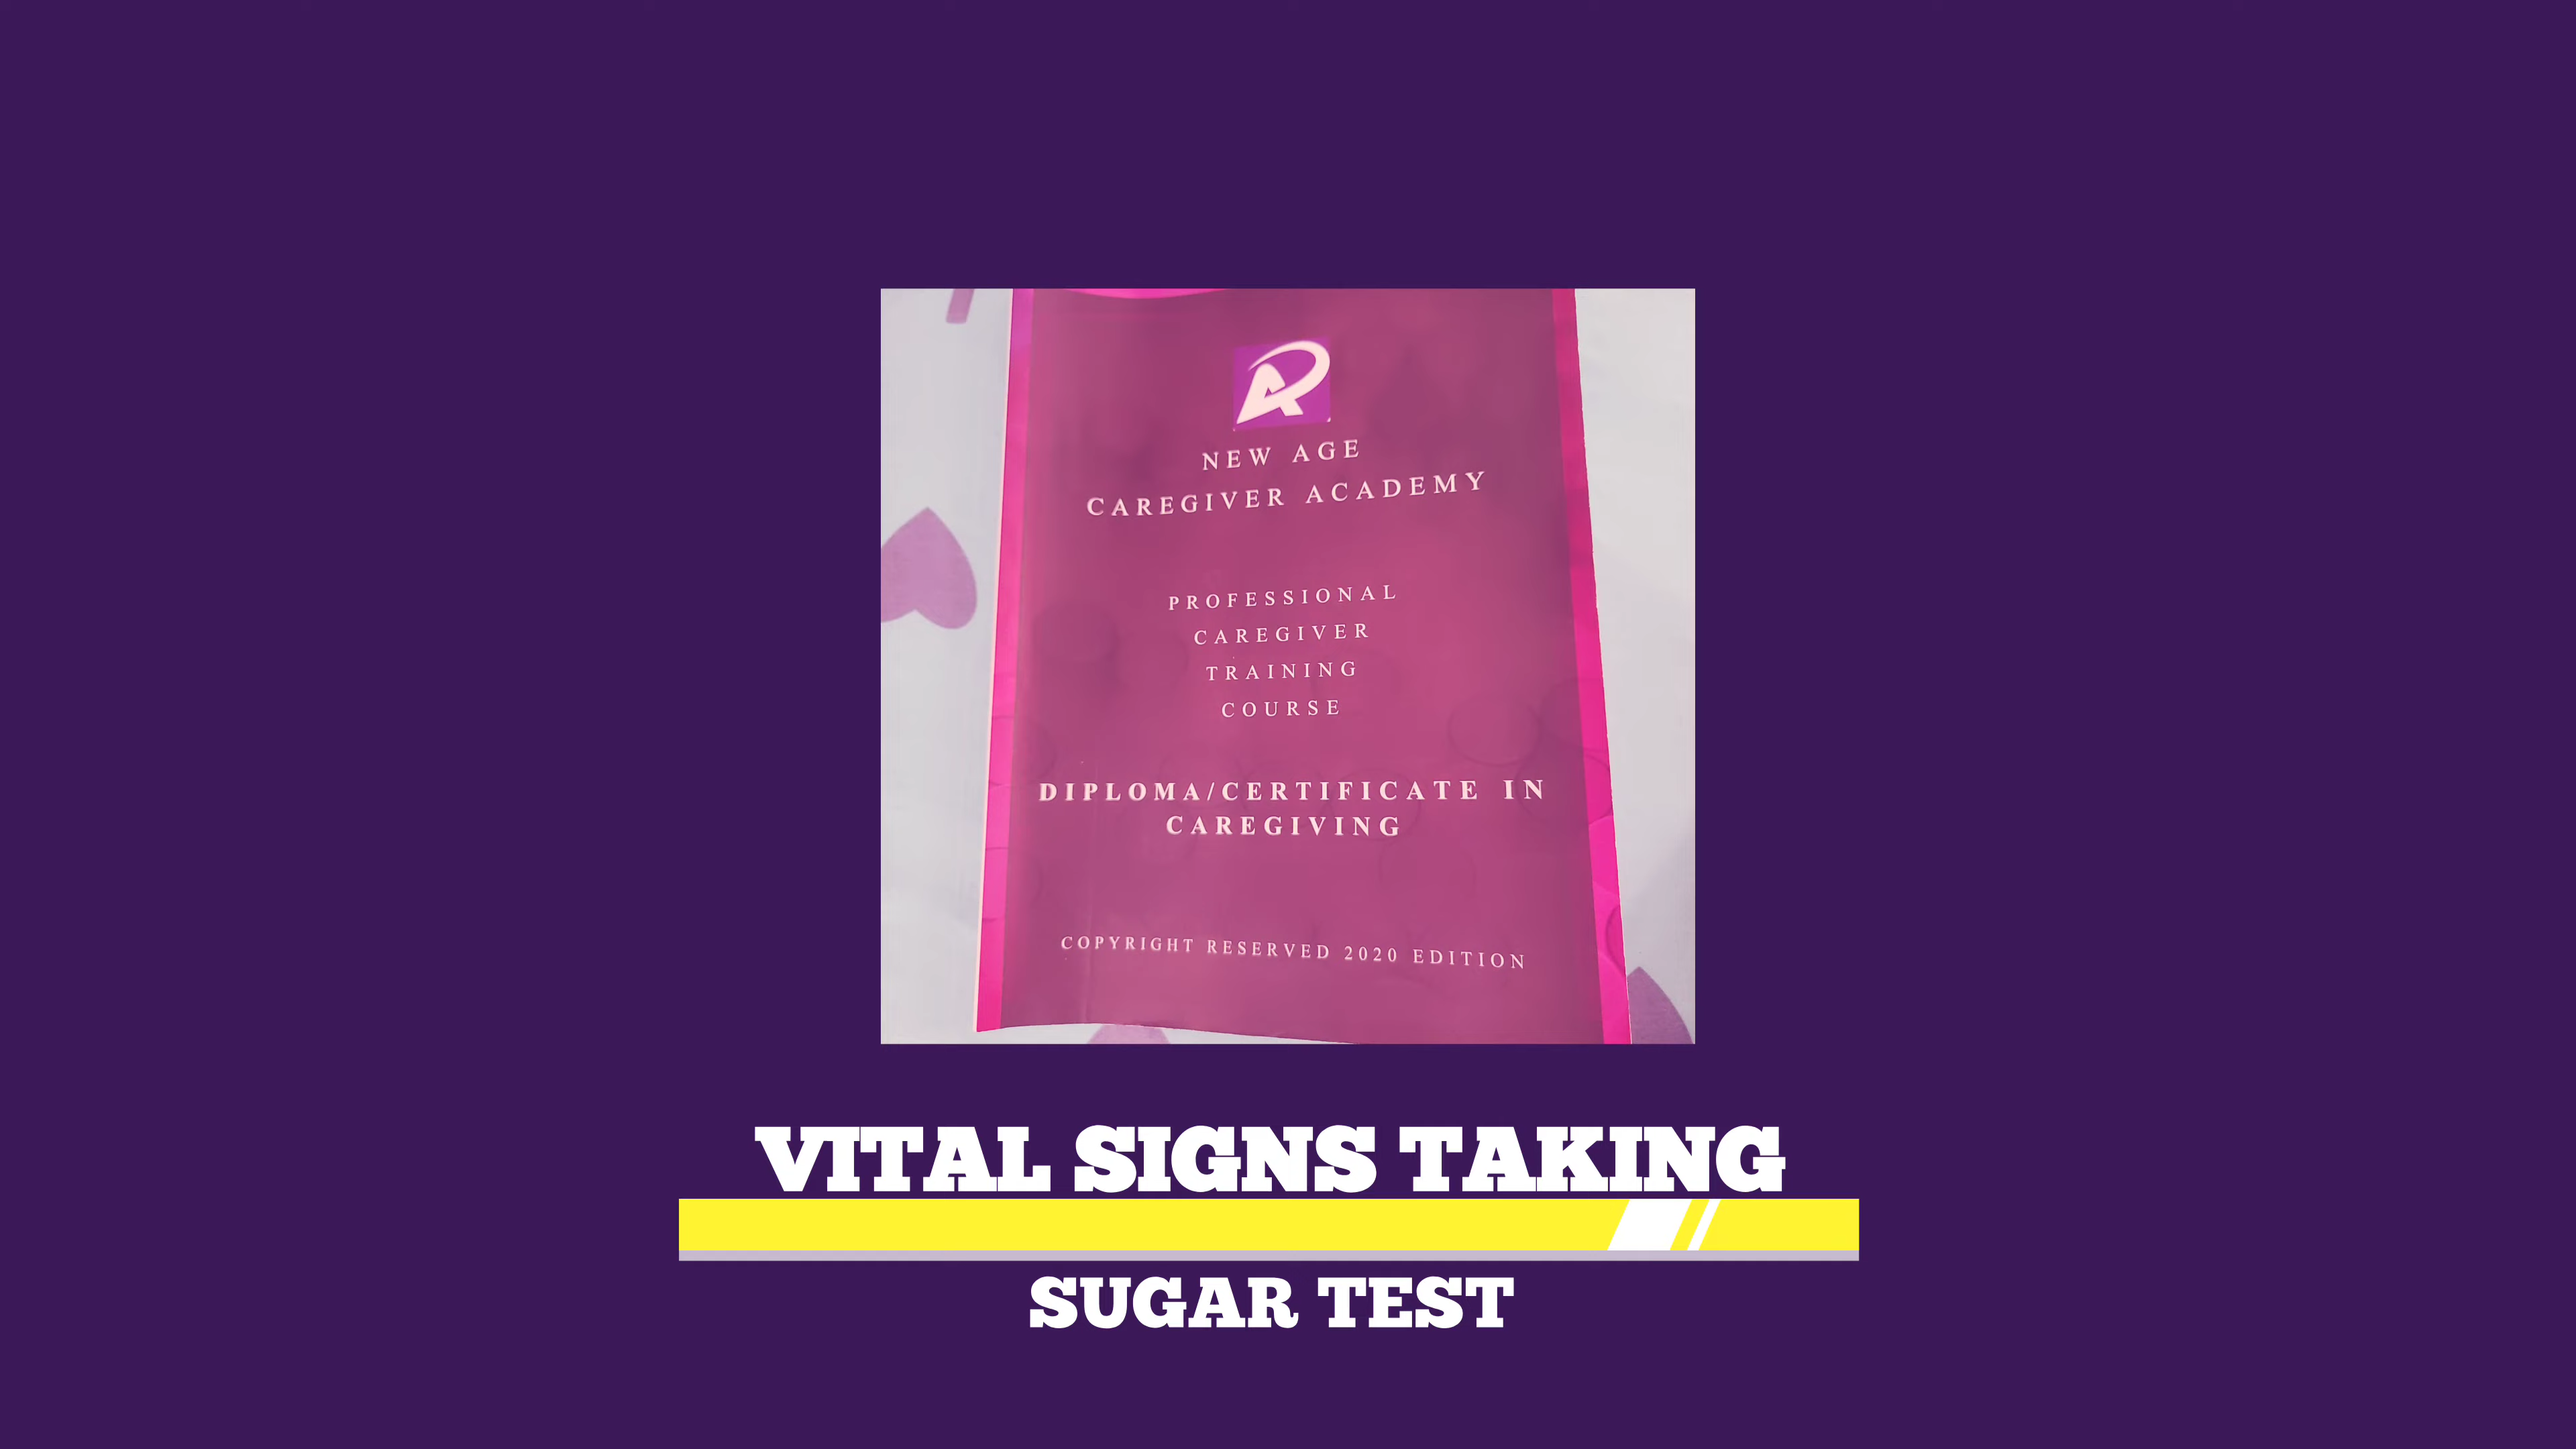 NEW AGE
CAREGIVER ACADEMY
PROFESSIONAL
CAREGIVER
TRAINING
COURSE
DIPLOMA/CERTIFICATE IN
CAREGIVING
COPYRIGHT RESERVED 2020 EDITION
VITAL SIGNS TAKING
SUGAR TEST